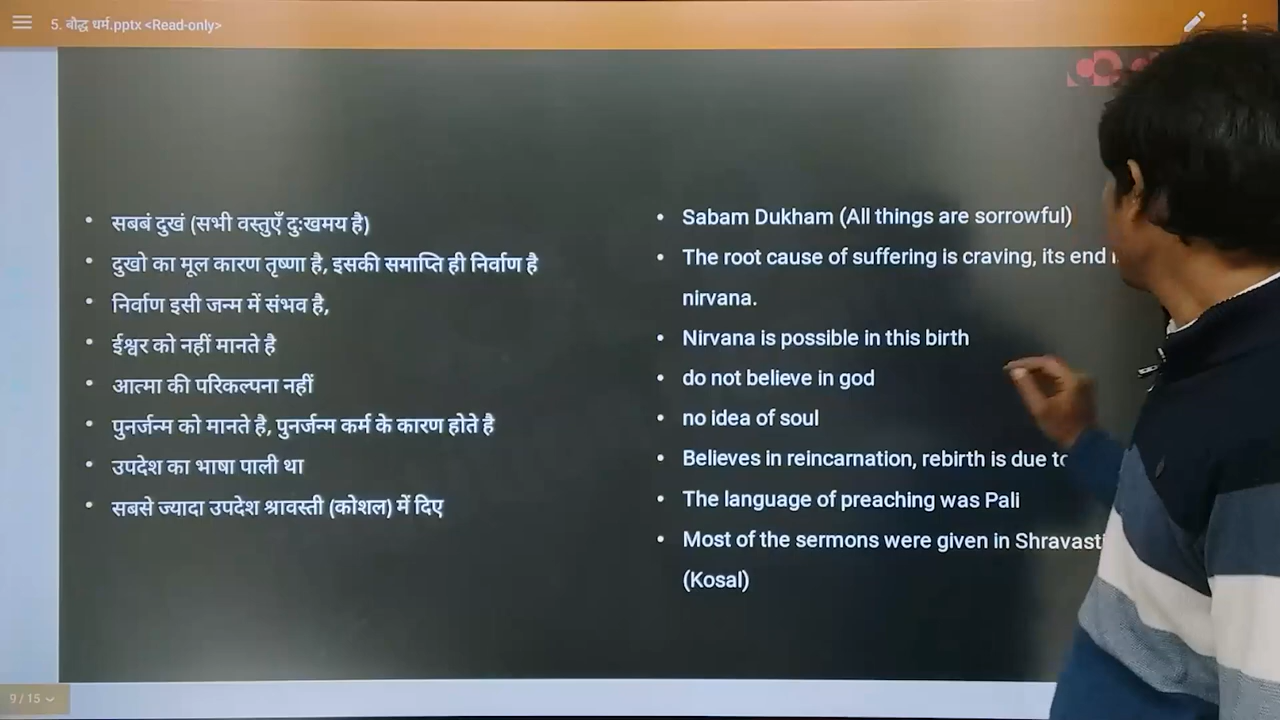 5. बौद्ध धर्म.pptx <Read-only>
• सबबं दुखं (सभी वस्तुएँ दुःखमय है)
• दुखो का मूल कारण तृष्णा है, इसकी समाप्ति ही निर्वाण है
• निर्वाण इसी जन्म में संभव है,
• ईश्वर को नहीं मानते है
• आत्मा की परिकल्पना नहीं
• पुनर्जन्म को मानते है, पुनर्जन्म कर्म के कारण होते है
• उपदेश का भाषा पाली था
• सबसे ज्यादा उपदेश श्रावस्ती (कोशल) में दिए
• Sabam Dukham (All things are sorrowful)
• The root cause of suffering is craving, its end
nirvana.
• Nirvana is possible in this birth
• do not believe in god
• no idea of soul
• Believes in reincarnation, rebirth is due to
• The language of preaching was Pali
• Most of the sermons were given in Shravasti
(Kosal)
9 / 15